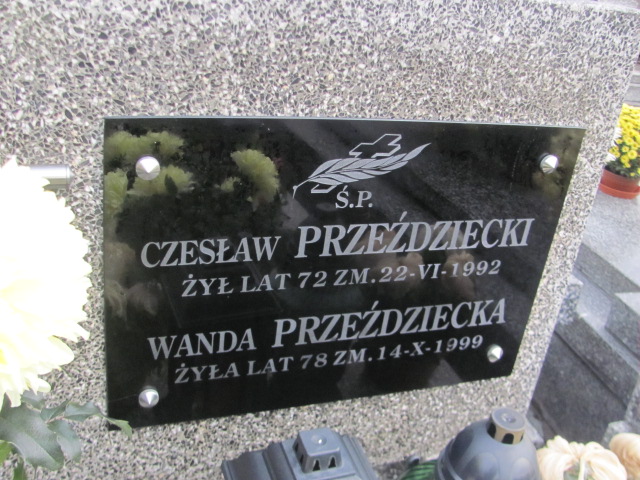 Ś.P.
CZESŁAW PRZEŹDZIECKI
ŻYŁ LAT 72 ZM. 22-VI-1992
WANDA PRZEŹDZIECKA
ŻYŁA LAT 78 ZM. 14-X-1999